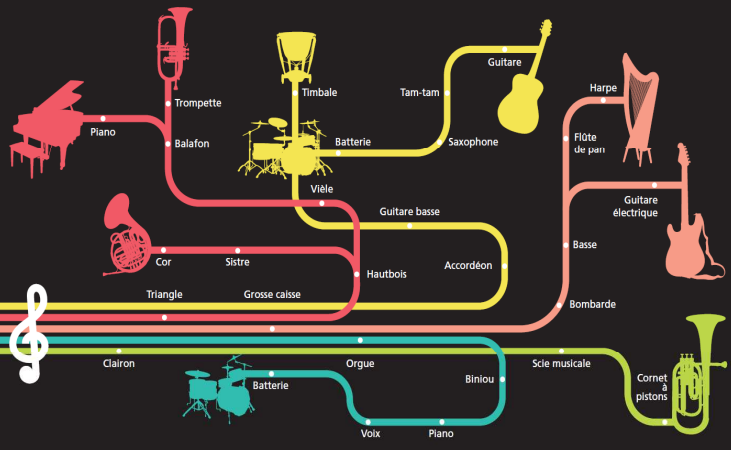 Guitare
Harpe
Timbale
Tam-tam
Trompette
Piano
Balafon
Batterie
Saxophone
Flûte
de pan
Vièle
Guitare
électrique
Guitare basse
Basse
Cor
Sistre
Hautbois
Accordéon
Triangle
Grosse caisse
Bombarde
Clairon
Orgue
Scie musicale
Batterie
Biniou
Cornet
à
pistons
Voix
Piano